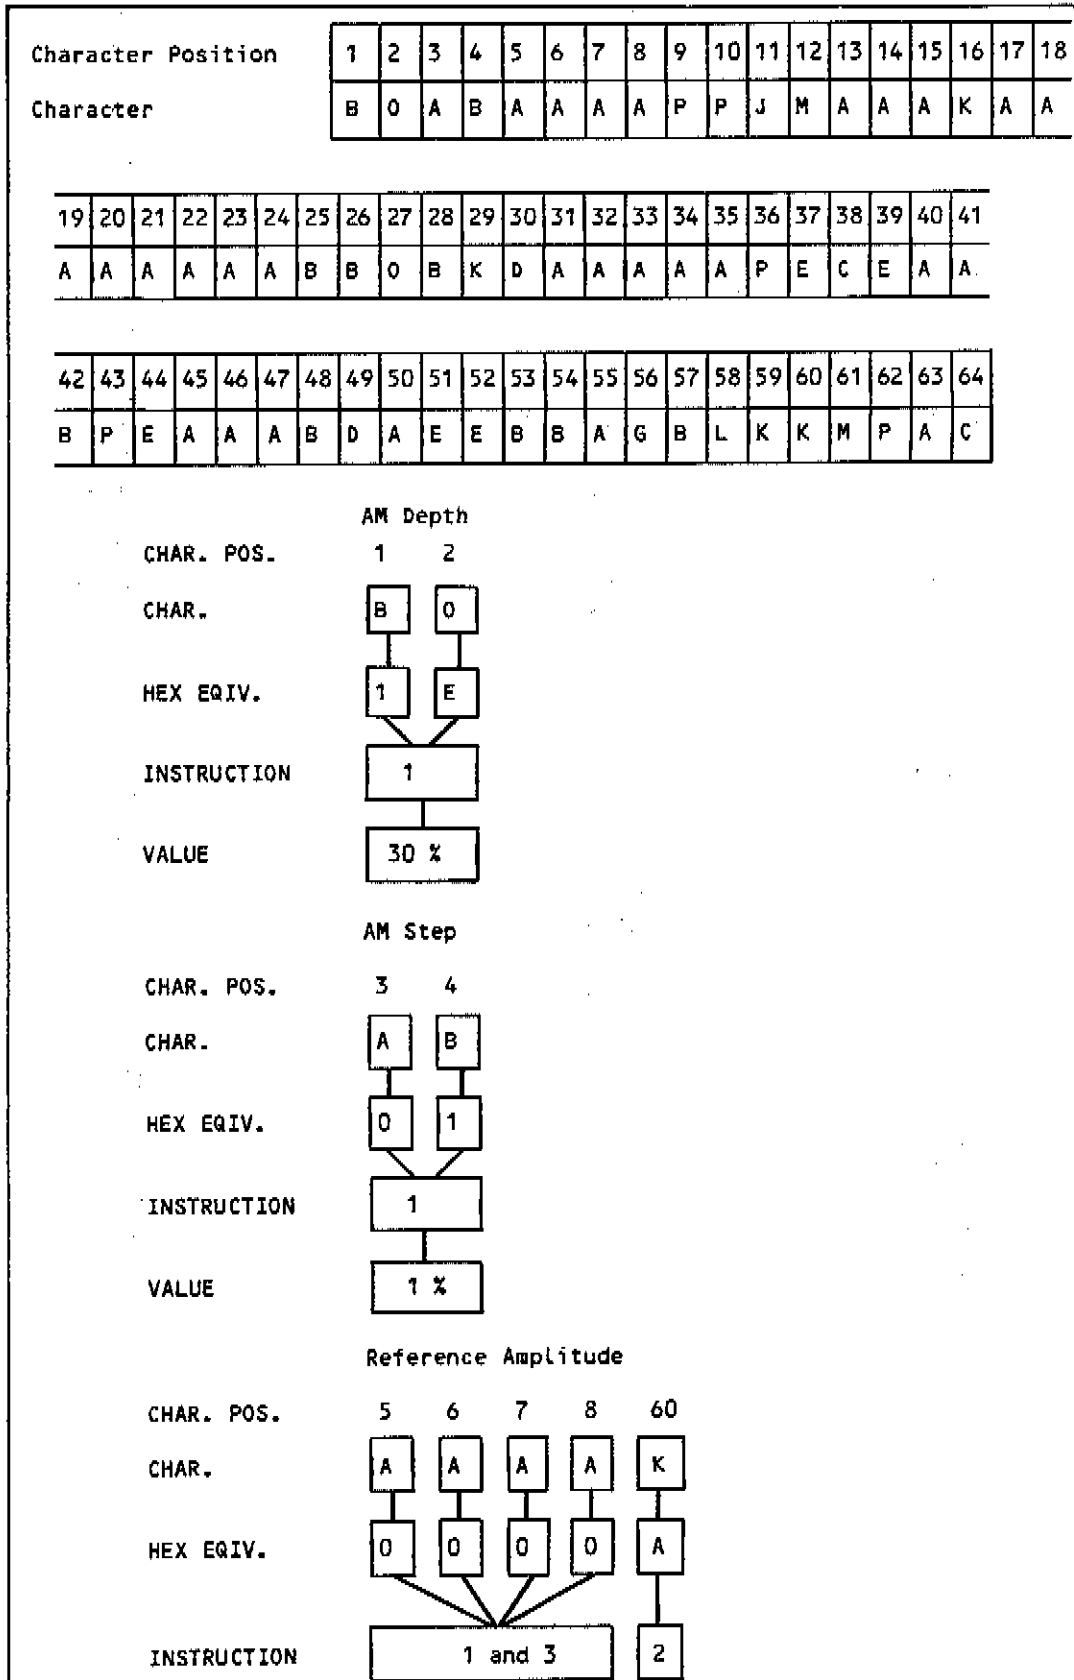 Character Position 1 2 3 4 5 6 7 8 9 10 11 12 13 14 15 16 17 18
Character B O A B A A A A P P J M A A A K A A
19 20 21 22 23 24 25 26 27 28 29 30 31 32 33 34 35 36 37 38 39 40 41
A A A A A A B B O B K D A A A A A P E C E A A
42 43 44 45 46 47 48 49 50 51 52 53 54 55 56 57 58 59 60 61 62 63 64
B P E A A A B D A E E B B A G B L K K M P A C
AM Depth
CHAR. POS. 1 2
CHAR. B O
HEX EQIV. 1 E
INSTRUCTION 1
VALUE 30 %
AM Step
CHAR. POS. 3 4
CHAR. A B
HEX EQIV. 0 1
INSTRUCTION 1
VALUE 1 %
Reference Amplitude
CHAR. POS. 5 6 7 8 60
CHAR. A A A A K
HEX EQIV. 0 0 0 0 A
INSTRUCTION 1 and 3 2